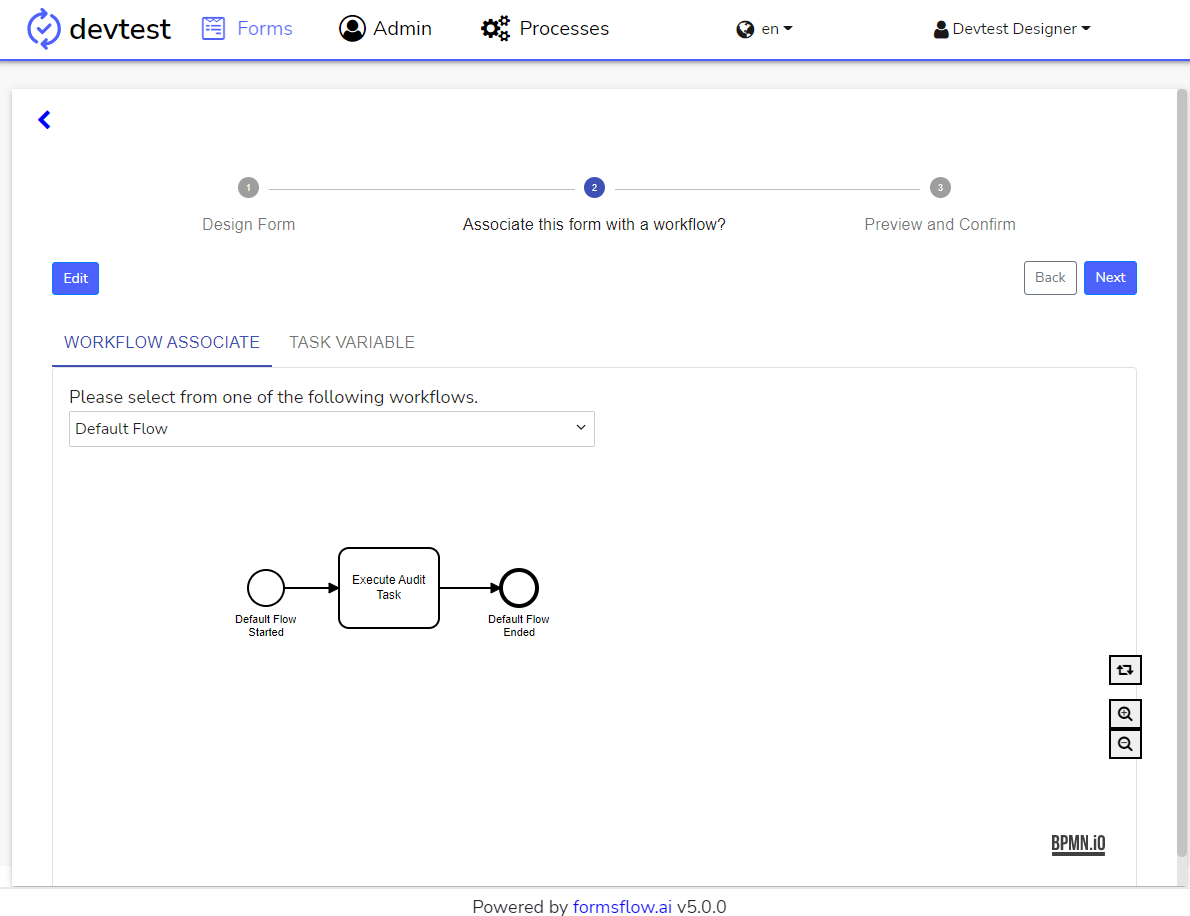 devtest Forms Admin Processes en Devtest Designer
1 2 3
Design Form Associate this form with a workflow? Preview and Confirm
Edit Back Next
WORKFLOW ASSOCIATE TASK VARIABLE
Please select from one of the following workflows.
Default Flow
Execute Audit
Task
Default Flow
Started
Default Flow
Ended
BPMN.iO
Powered by formsflow.ai v5.0.0